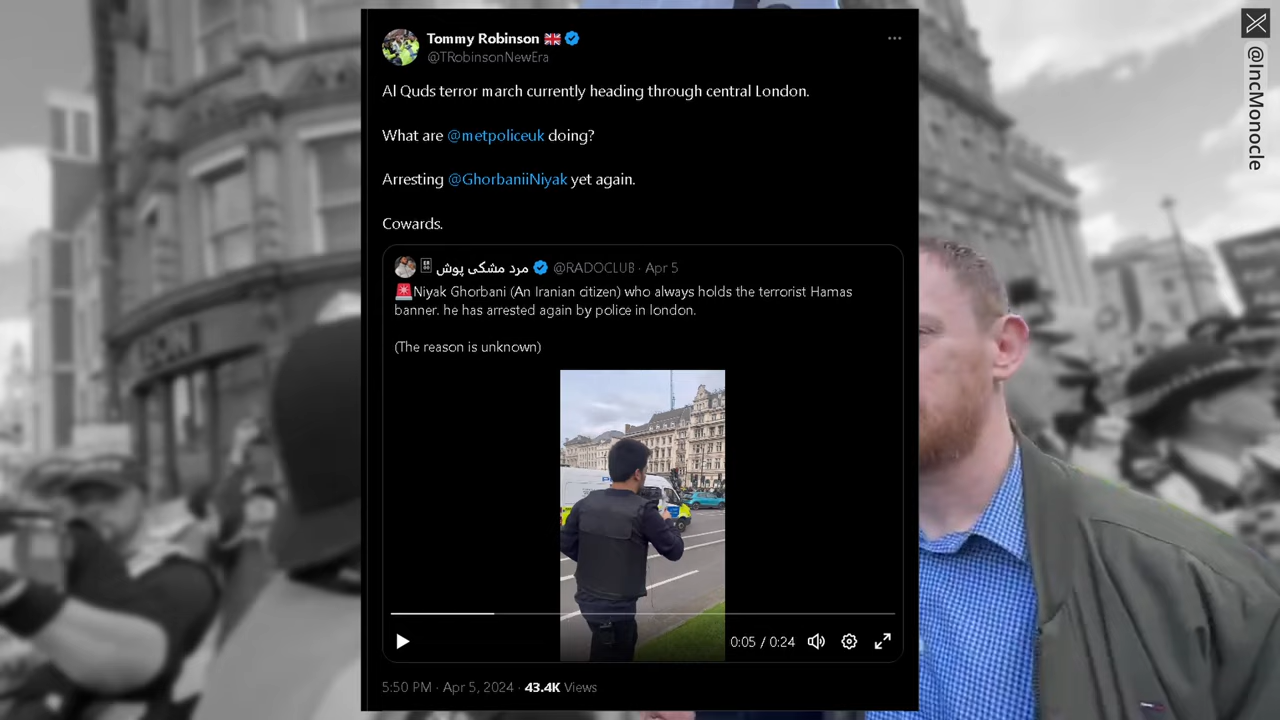 Tommy Robinson 🇬🇧
@TRobinsonNewEra
Al Quds terror march currently heading through central London.
What are @metpoliceuk doing?
Arresting @GhorbaniiNiyak yet again.
Cowards.
مرد مشکی پوش @RADOCLUB · Apr 5
🚨Niyak Ghorbani (An Iranian citizen) who always holds the terrorist Hamas
banner. he has arrested again by police in london.
(The reason is unknown)
0:05 / 0:24
5:50 PM · Apr 5, 2024 · 43.4K Views
@IncMonocle